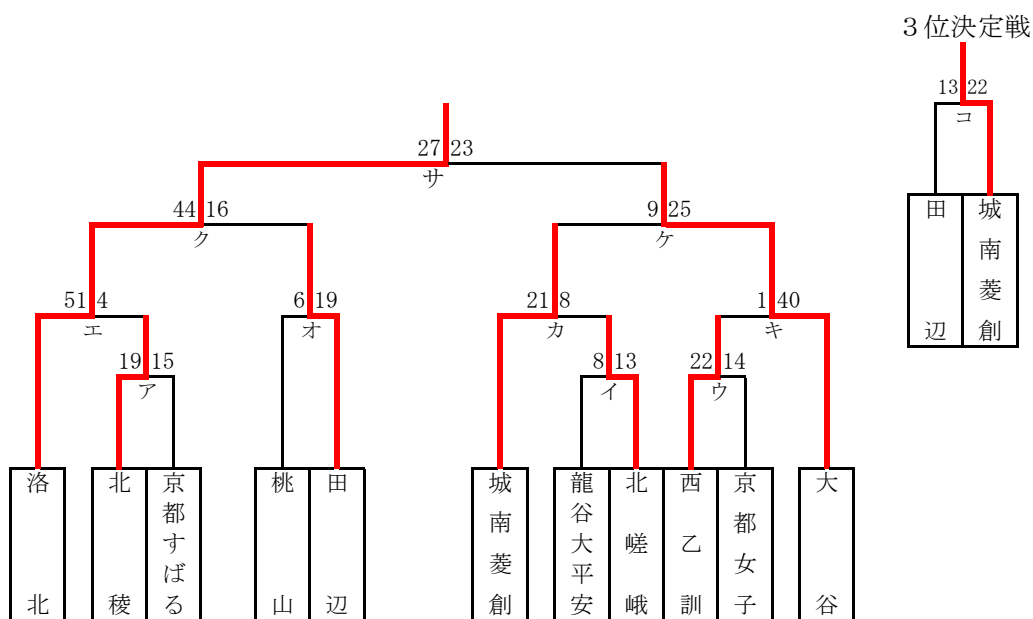 3位決定戦
13 22
コ
田辺
城南菱創
27 23
サ
44 16
ク
9 25
ケ
51 4
エ
6 19
オ
21 8
カ
1 40
キ
19 15
ア
8 13
イ
22 14
ウ
洛北
北稜
京都すばる
桃山
田辺
城南菱創
龍谷大平安
北嵯峨
西乙訓
京都女子
大谷